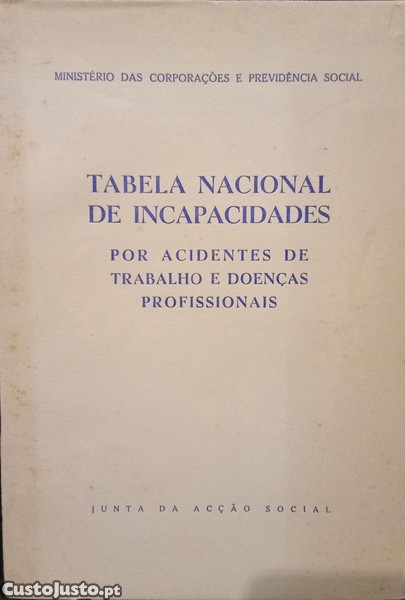 MINISTÉRIO DAS CORPORAÇÕES E PREVIDÊNCIA SOCIAL
TABELA NACIONAL
DE INCAPACIDADES
POR ACIDENTES DE
TRABALHO E DOENÇAS
PROFISSIONAIS
JUNTA DA ACÇÃO SOCIAL
CustoJusto.pt